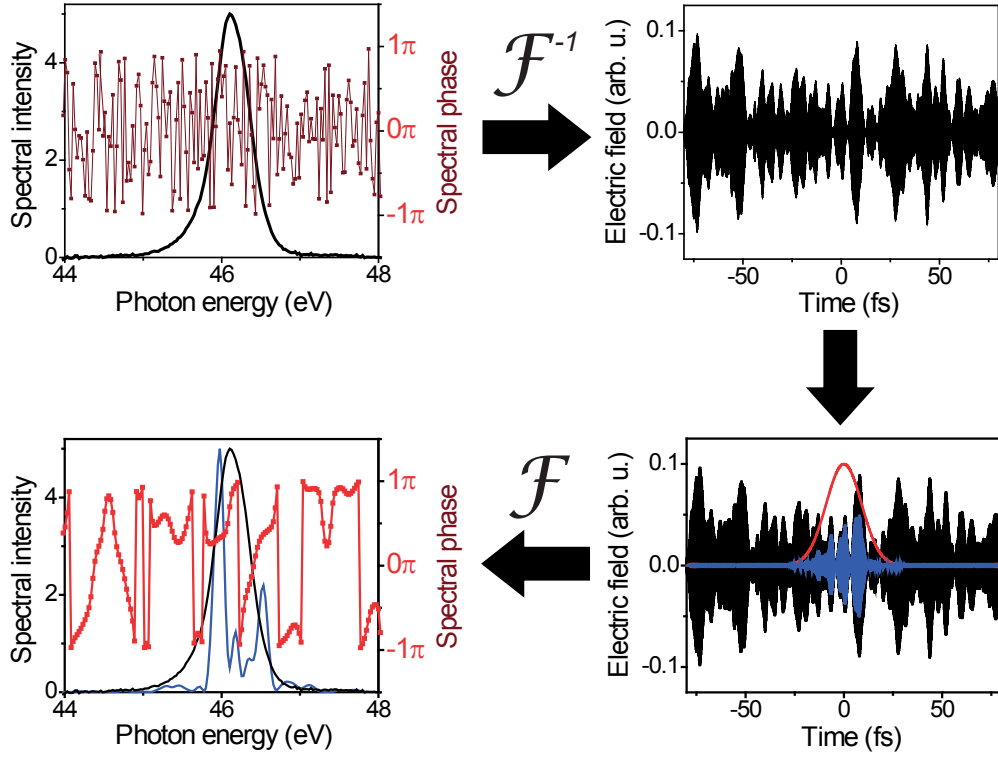 Spectral intensity
4
2
0
44
46
48
Photon energy (eV)
1π
0π
-1π
Spectral phase
ℱ-1
Electric field (arb. u.)
0.1
0.0
-0.1
-50
0
50
Time (fs)
Spectral intensity
4
2
0
44
46
48
Photon energy (eV)
1π
0π
-1π
Spectral phase
ℱ
Electric field (arb. u.)
0.1
0.0
-0.1
-50
0
50
Time (fs)